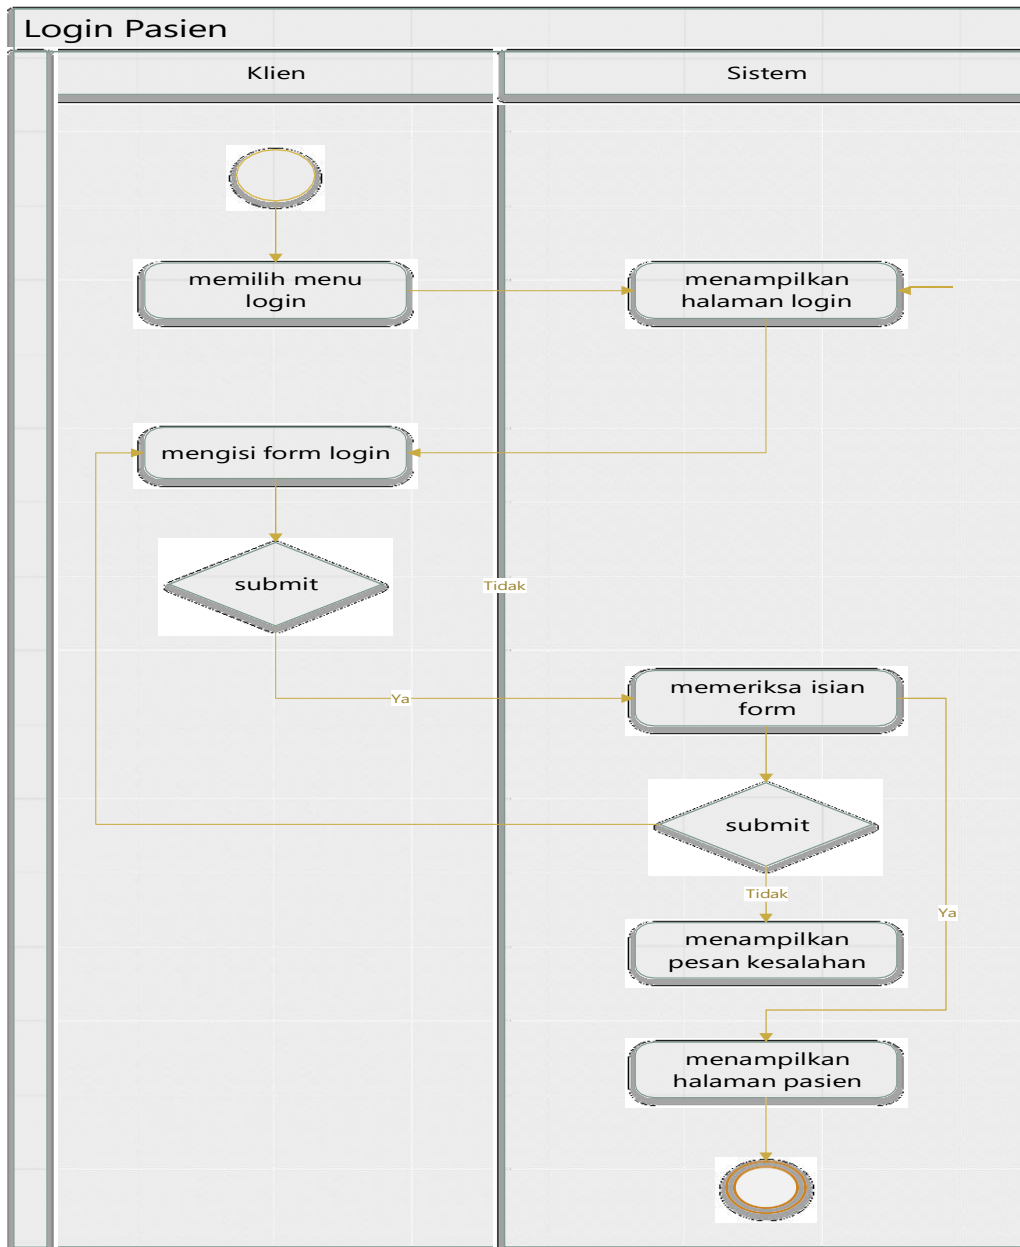 Login Pasien
Klien
Sistem
memilih menu
login
menampilkan
halaman login
mengisi form login
submit
Tidak
Ya
memeriksa isian
form
submit
Tidak
Ya
menampilkan
pesan kesalahan
menampilkan
halaman pasien